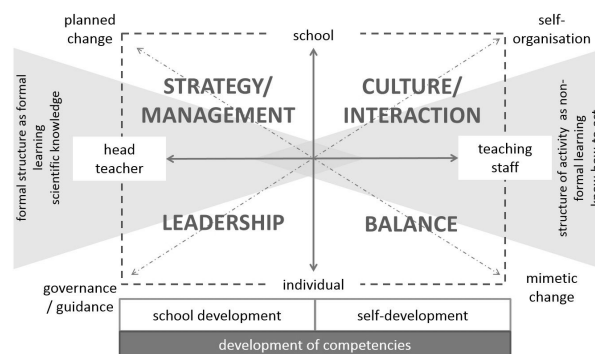 planned
change
school
self-
organisation
STRATEGY/
MANAGEMENT
CULTURE/
INTERACTION
formal structure as formal
learning
scientific knowledge
head
teacher
teaching
staff
structure of activity as non-
formal learning
LEADERSHIP
BALANCE
governance
/ guidance
individual
mimetic
change
school development
self-development
development of competencies